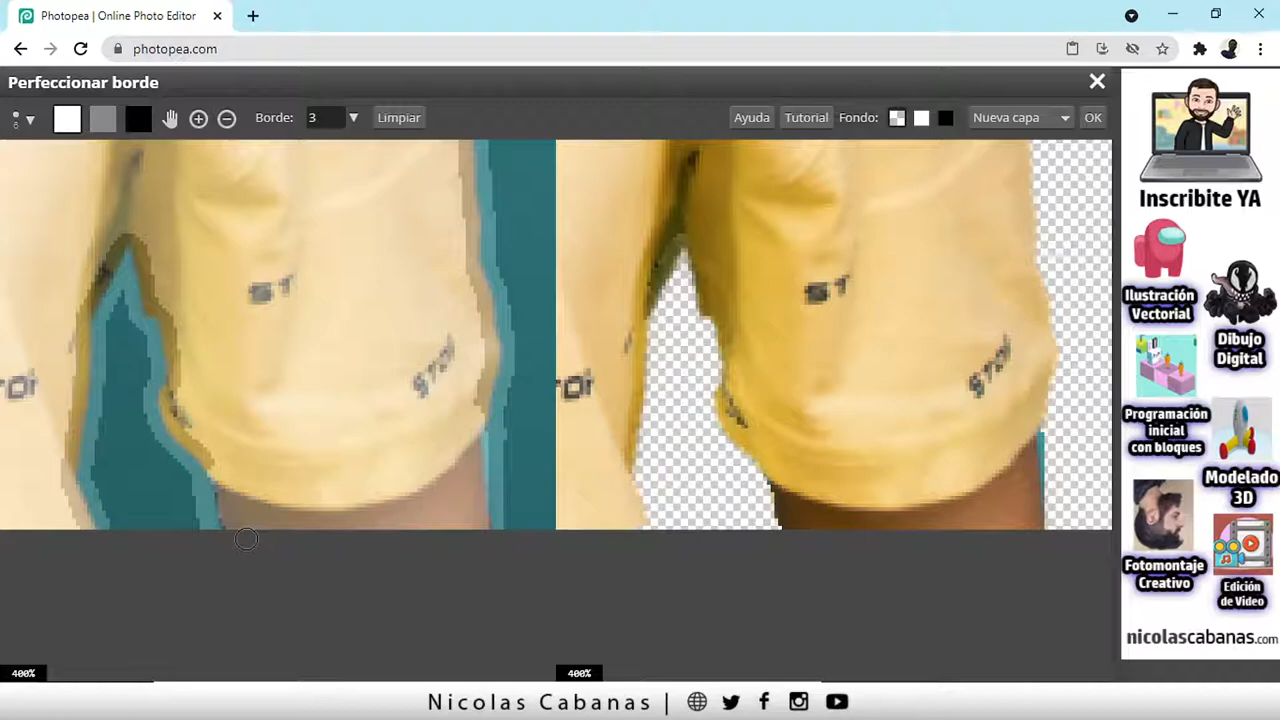 Photopea | Online Photo Editor
photopea.com
Perfeccionar borde
Borde: 3 Limpiar Ayuda Tutorial Fondo: Nueva capa OK
400% 400%
Inscribite YA
Ilustración
Vectorial
Dibujo
Digital
Programación
inicial
con bloques
Modelado
3D
Fotomontaje
Creativo
Edición
de Video
nicolascabanas.com
Nicolas Cabanas |